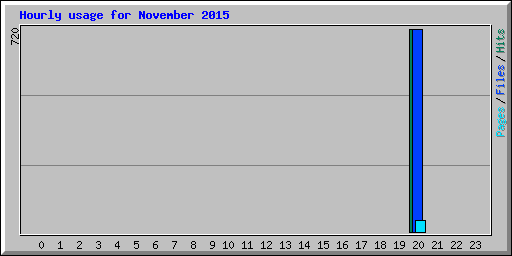 Hourly usage for November 2015
720
Pages/Files/Hits
0 1 2 3 4 5 6 7 8 9 10 11 12 13 14 15 16 17 18 19 20 21 22 23